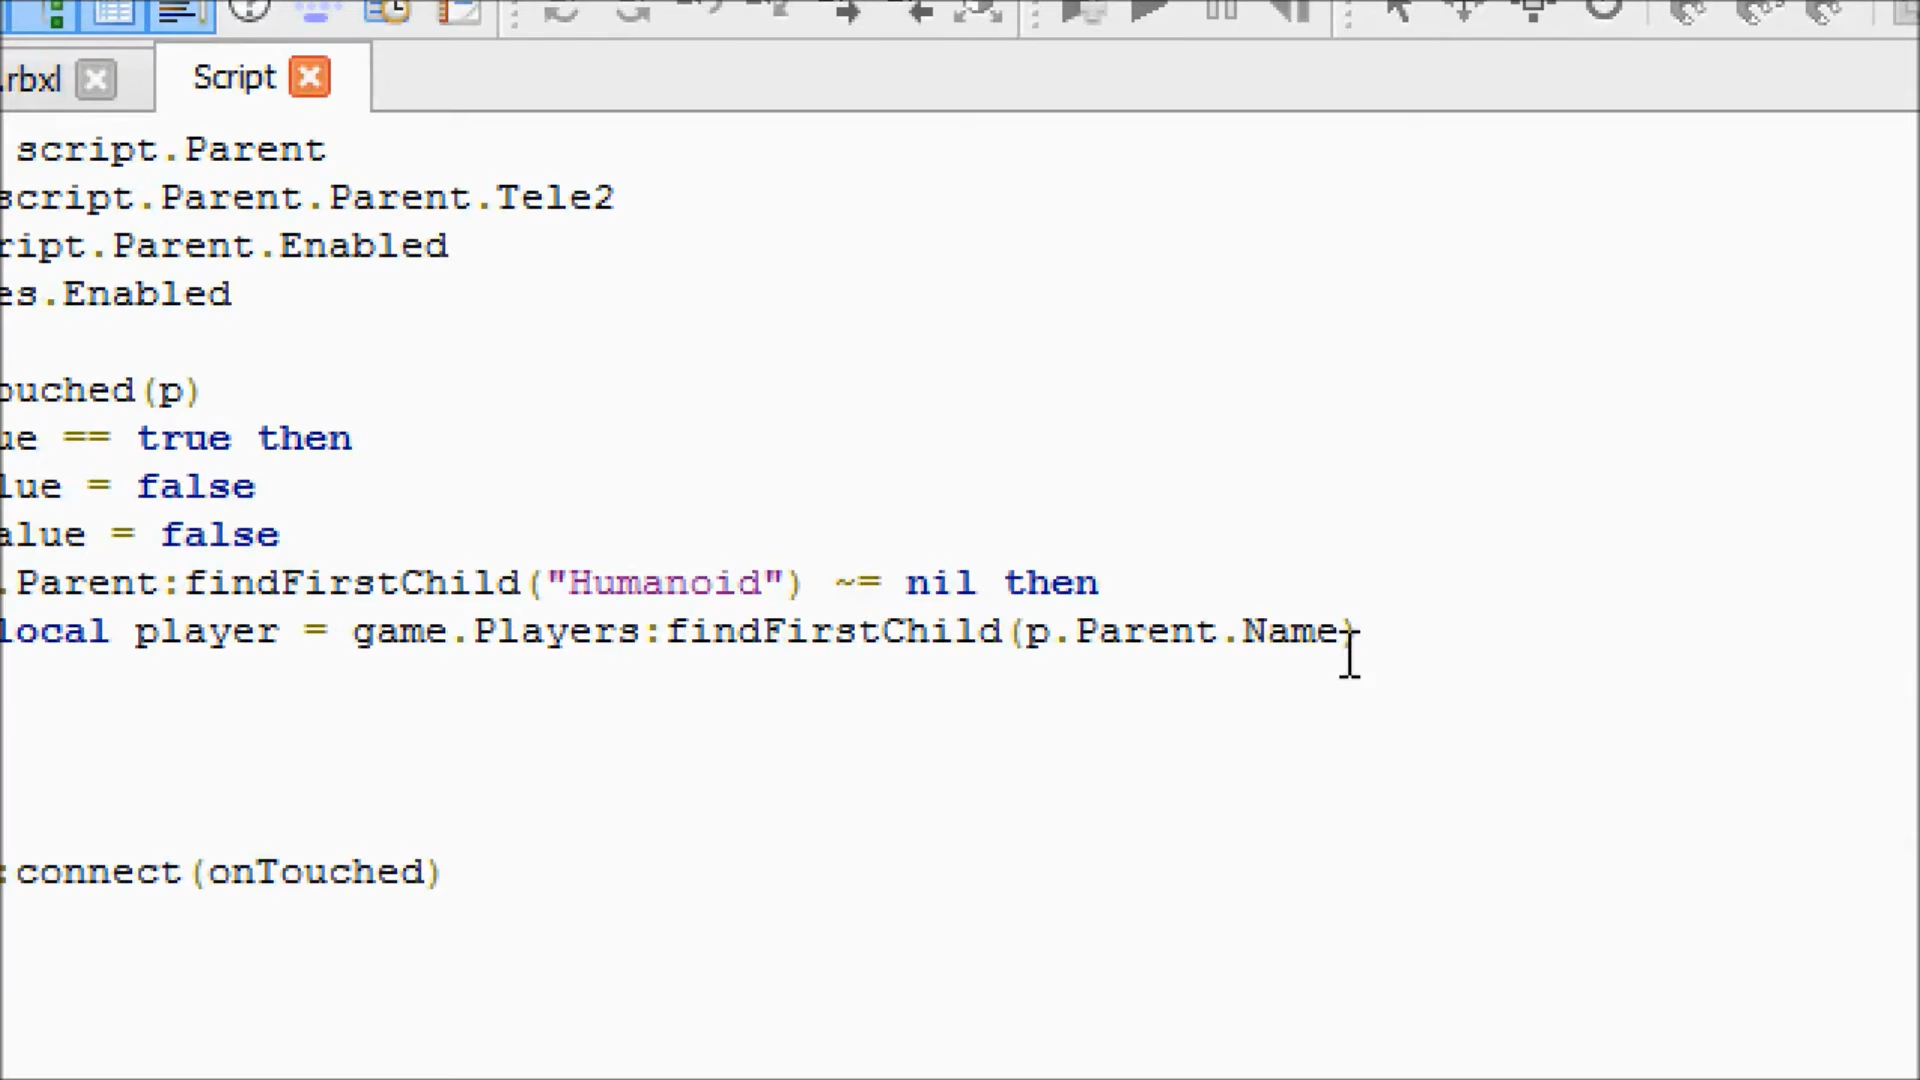 .rbxl
Script
script.Parent
script.Parent.Parent.Tele2
ript.Parent.Enabled
es.Enabled
ouched(p)
ue == true then
lue = false
alue = false
.Parent:findFirstChild("Humanoid") ~= nil then
local player = game.Players:findFirstChild(p.Parent.Name)
:connect(onTouched)